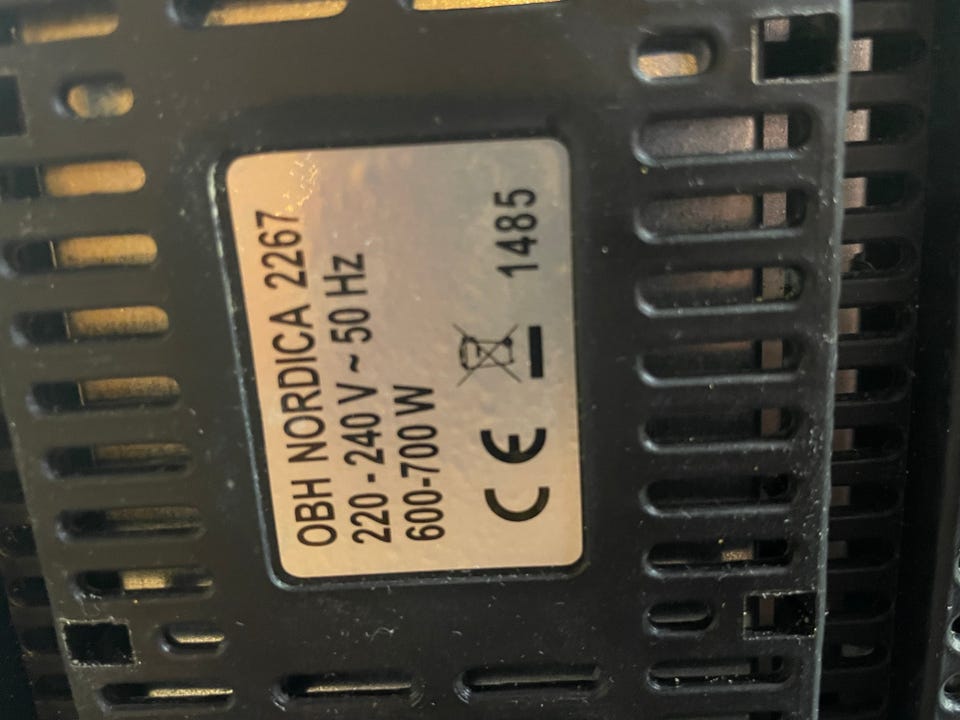 OBH NORDICA 2267
220 - 240 V ~ 50 Hz
600-700 W
CE 1485